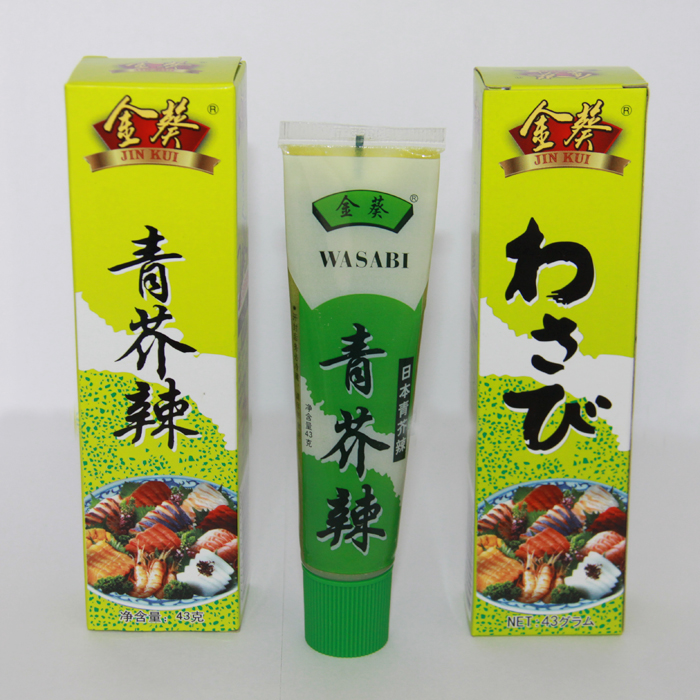 金葵®
JIN KUI
青芥辣
净含量：43克
金葵®
WASABI
青芥辣
日本青芥辣
净含量43克
金葵®
JIN KUI
わさび
NET：43グラム